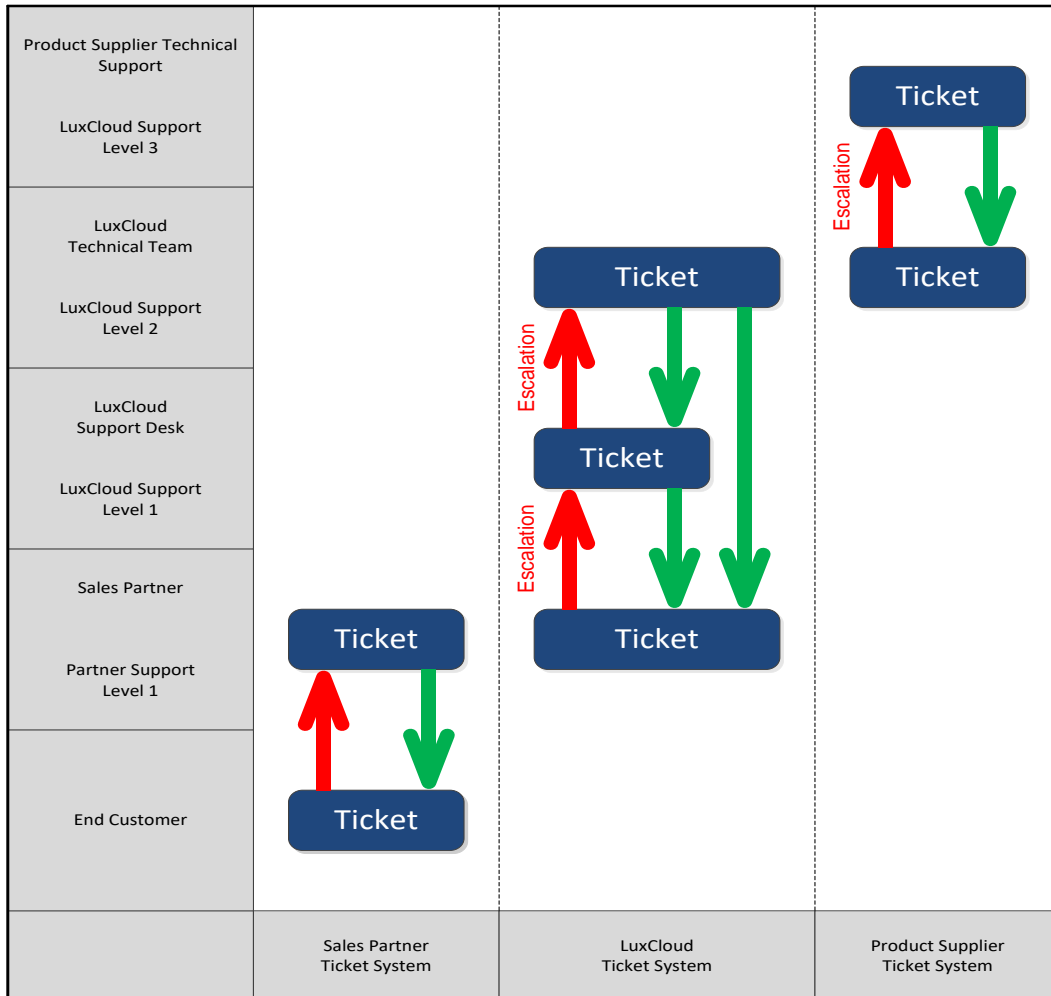 Product Supplier Technical
Support
LuxCloud Support
Level 3
Ticket
Escalation
Ticket
LuxCloud
Technical Team
LuxCloud Support
Level 2
Ticket
Escalation
LuxCloud
Support Desk
LuxCloud Support
Level 1
Ticket
Escalation
Ticket
Sales Partner
Partner Support
Level 1
Ticket
End Customer
Ticket
Sales Partner
Ticket System
LuxCloud
Ticket System
Product Supplier
Ticket System